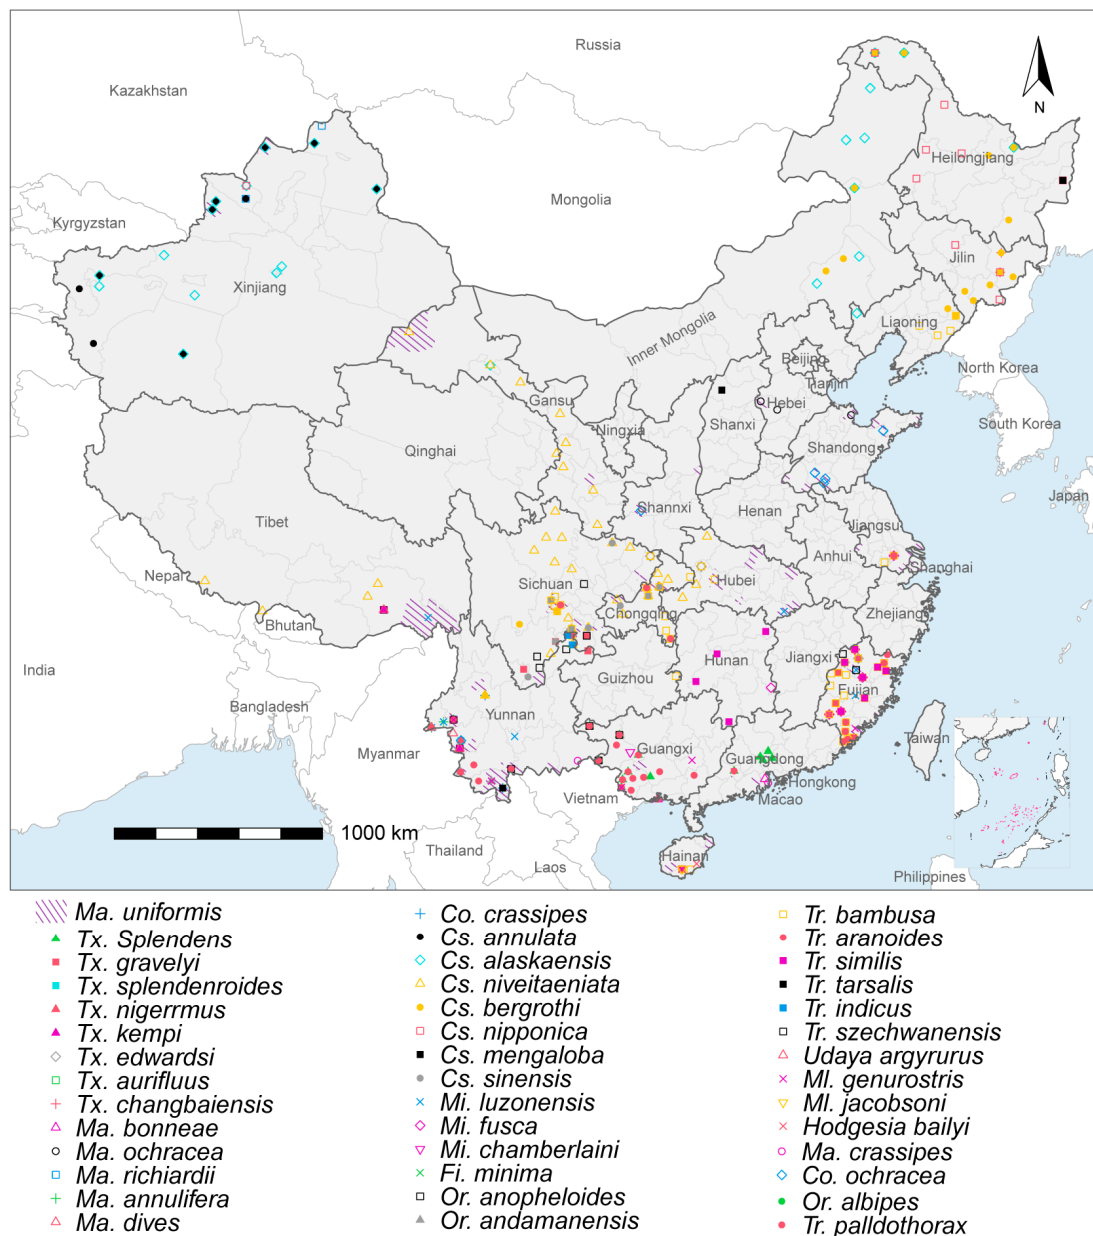 Russia
Kazakhstan
N
Heilongjiang
Mongolia
Kyrgyzstan
Jilin
Xinjiang
Liaoning
Inner Mongolia
Beijing
North Korea
Tianjin
Gansu
Hebei
Ningxia
Shanxi
South Korea
Qinghai
Shandong
Japan
Shannxi
Henan
Tibet
Jiangsu
Anhui
Shanghai
Nepal
Sichuan
Hubei
Chongqing
Zhejiang
Bhutan
India
Hunan
Jiangxi
Guizhou
Fujian
Bangladesh
Yunnan
Taiwan
Myanmar
Guangxi
Guangdong
Hongkong
Vietnam
Macao
1000 km
Thailand
Hainan
Laos
Philippines
Ma. uniformis
Tx. Splendens
Tx. gravelyi
Tx. splendenroides
Tx. nigerrmus
Tx. kempi
Tx. edwardsi
Tx. aurifluus
Tx. changbaiensis
Ma. bonneae
Ma. ochracea
Ma. richiardii
Ma. annulifera
Ma. dives
Co. crassipes
Cs. annulata
Cs. alaskaensis
Cs. niveitaeniata
Cs. bergrothi
Cs. nipponica
Cs. mengaloba
Cs. sinensis
Mi. luzonensis
Mi. fusca
Mi. chamberlaini
Fi. minima
Or. anopheloides
Or. andamanensis
Tr. bambusa
Tr. aranoides
Tr. similis
Tr. tarsalis
Tr. indicus
Tr. szechwanensis
Udaya argyrurus
Ml. genurostris
Ml. jacobsoni
Hodgesia bailyi
Ma. crassipes
Co. ochracea
Or. albipes
Tr. palldothorax